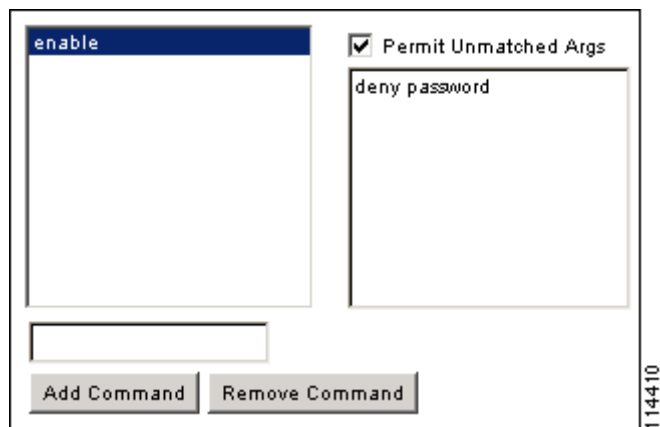 enable
Permit Unmatched Args
deny password
Add Command
Remove Command
114410